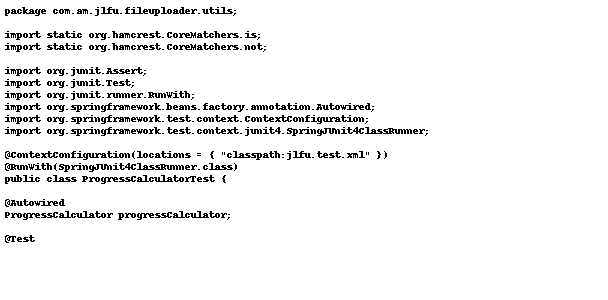 package com.am.jlfu.fileuploader.utils;
import static org.hamcrest.CoreMatchers.is;
import static org.hamcrest.CoreMatchers.not;
import org.junit.Assert;
import org.junit.Test;
import org.junit.runner.RunWith;
import org.springframework.beans.factory.annotation.Autowired;
import org.springframework.test.context.ContextConfiguration;
import org.springframework.test.context.junit4.SpringJUnit4ClassRunner;
@ContextConfiguration(locations = { "classpath:jlfu.test.xml" })
@RunWith(SpringJUnit4ClassRunner.class)
public class ProgressCalculatorTest {
@Autowired
ProgressCalculator progressCalculator;
@Test